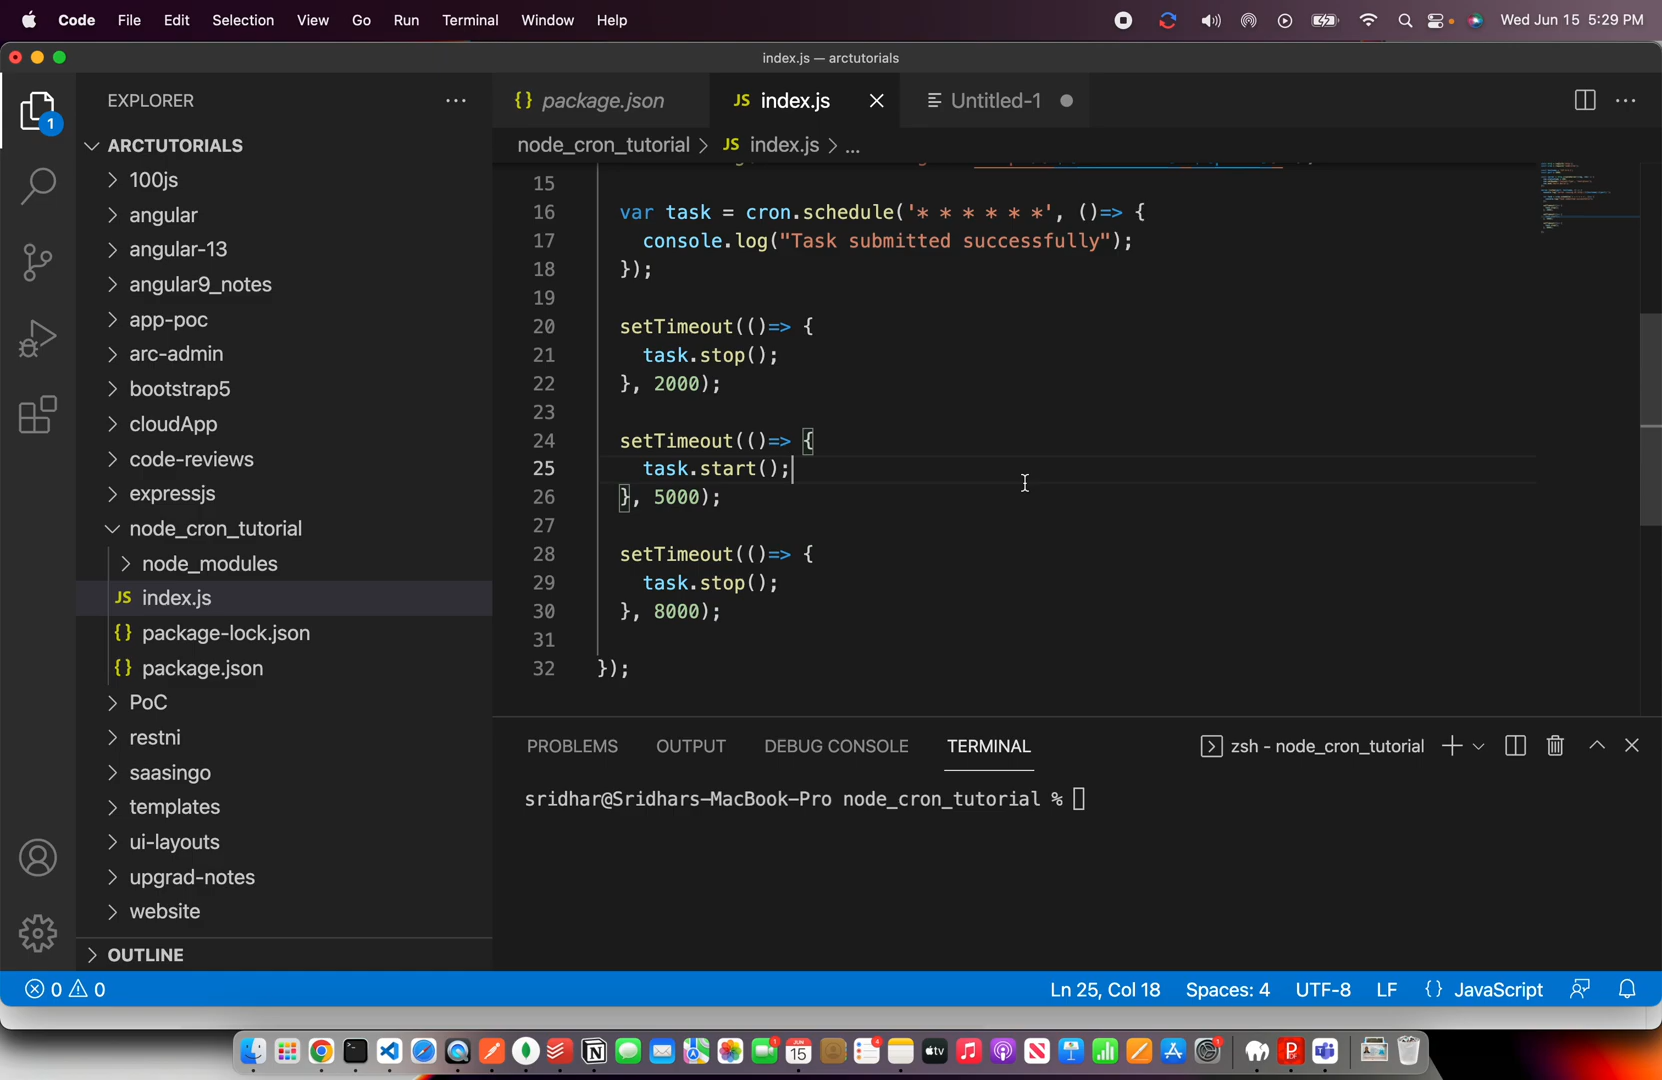 Code File Edit Selection View Go Run Terminal Window Help Wed Jun 15 5:29 PM
index.js — arctutorials
EXPLORER
1
ARCTUTORIALS
100js
angular
angular-13
angular9_notes
app-poc
arc-admin
bootstrap5
cloudApp
code-reviews
expressjs
node_cron_tutorial
node_modules
JS index.js
{} package-lock.json
{} package.json
PoC
restni
saasingo
templates
ui-layouts
upgrad-notes
website
OUTLINE
{} package.json JS index.js Untitled-1
node_cron_tutorial > JS index.js > ...
15
16 var task = cron.schedule('* * * * * *', ()=> {
17 console.log("Task submitted successfully");
18 });
19
20 setTimeout(()=> {
21 task.stop();
22 }, 2000);
23
24 setTimeout(()=> {
25 task.start();
26 }, 5000);
27
28 setTimeout(()=> {
29 task.stop();
30 }, 8000);
31
32 });
PROBLEMS OUTPUT DEBUG CONSOLE TERMINAL zsh - node_cron_tutorial
sridhar@Sridhars-MacBook-Pro node_cron_tutorial %
0 0 Ln 25, Col 18 Spaces: 4 UTF-8 LF {} JavaScript